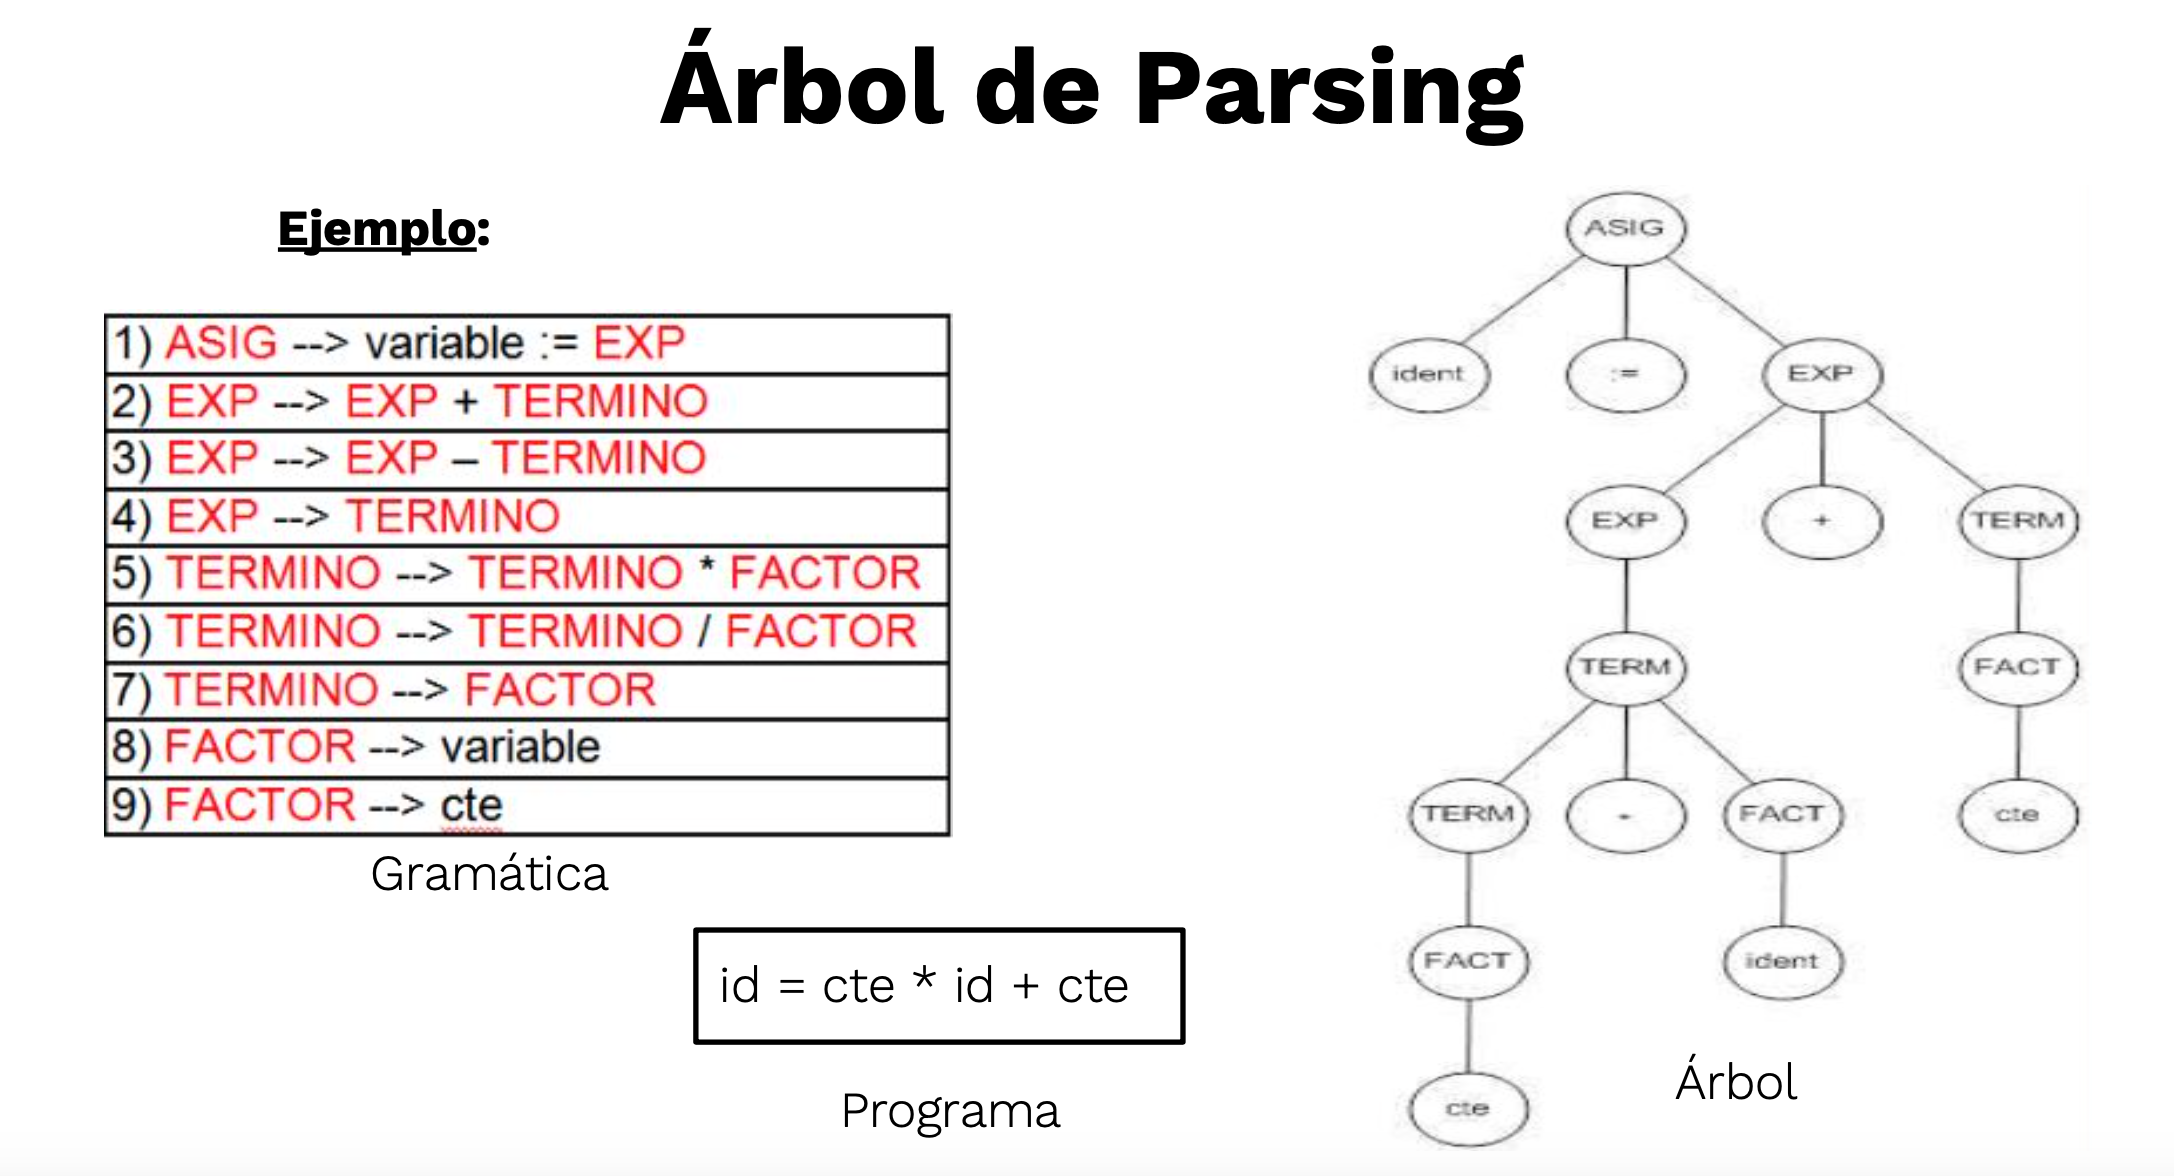 Árbol de Parsing
Ejemplo:
1) ASIG --> variable := EXP
2) EXP --> EXP + TERMINO
3) EXP --> EXP – TERMINO
4) EXP --> TERMINO
5) TERMINO --> TERMINO * FACTOR
6) TERMINO --> TERMINO / FACTOR
7) TERMINO --> FACTOR
8) FACTOR --> variable
9) FACTOR --> cte
Gramática
id = cte * id + cte
Programa
ASIG
ident := EXP
EXP + TERM
TERM FACT
TERM * FACT cte
FACT ident
cte
Árbol